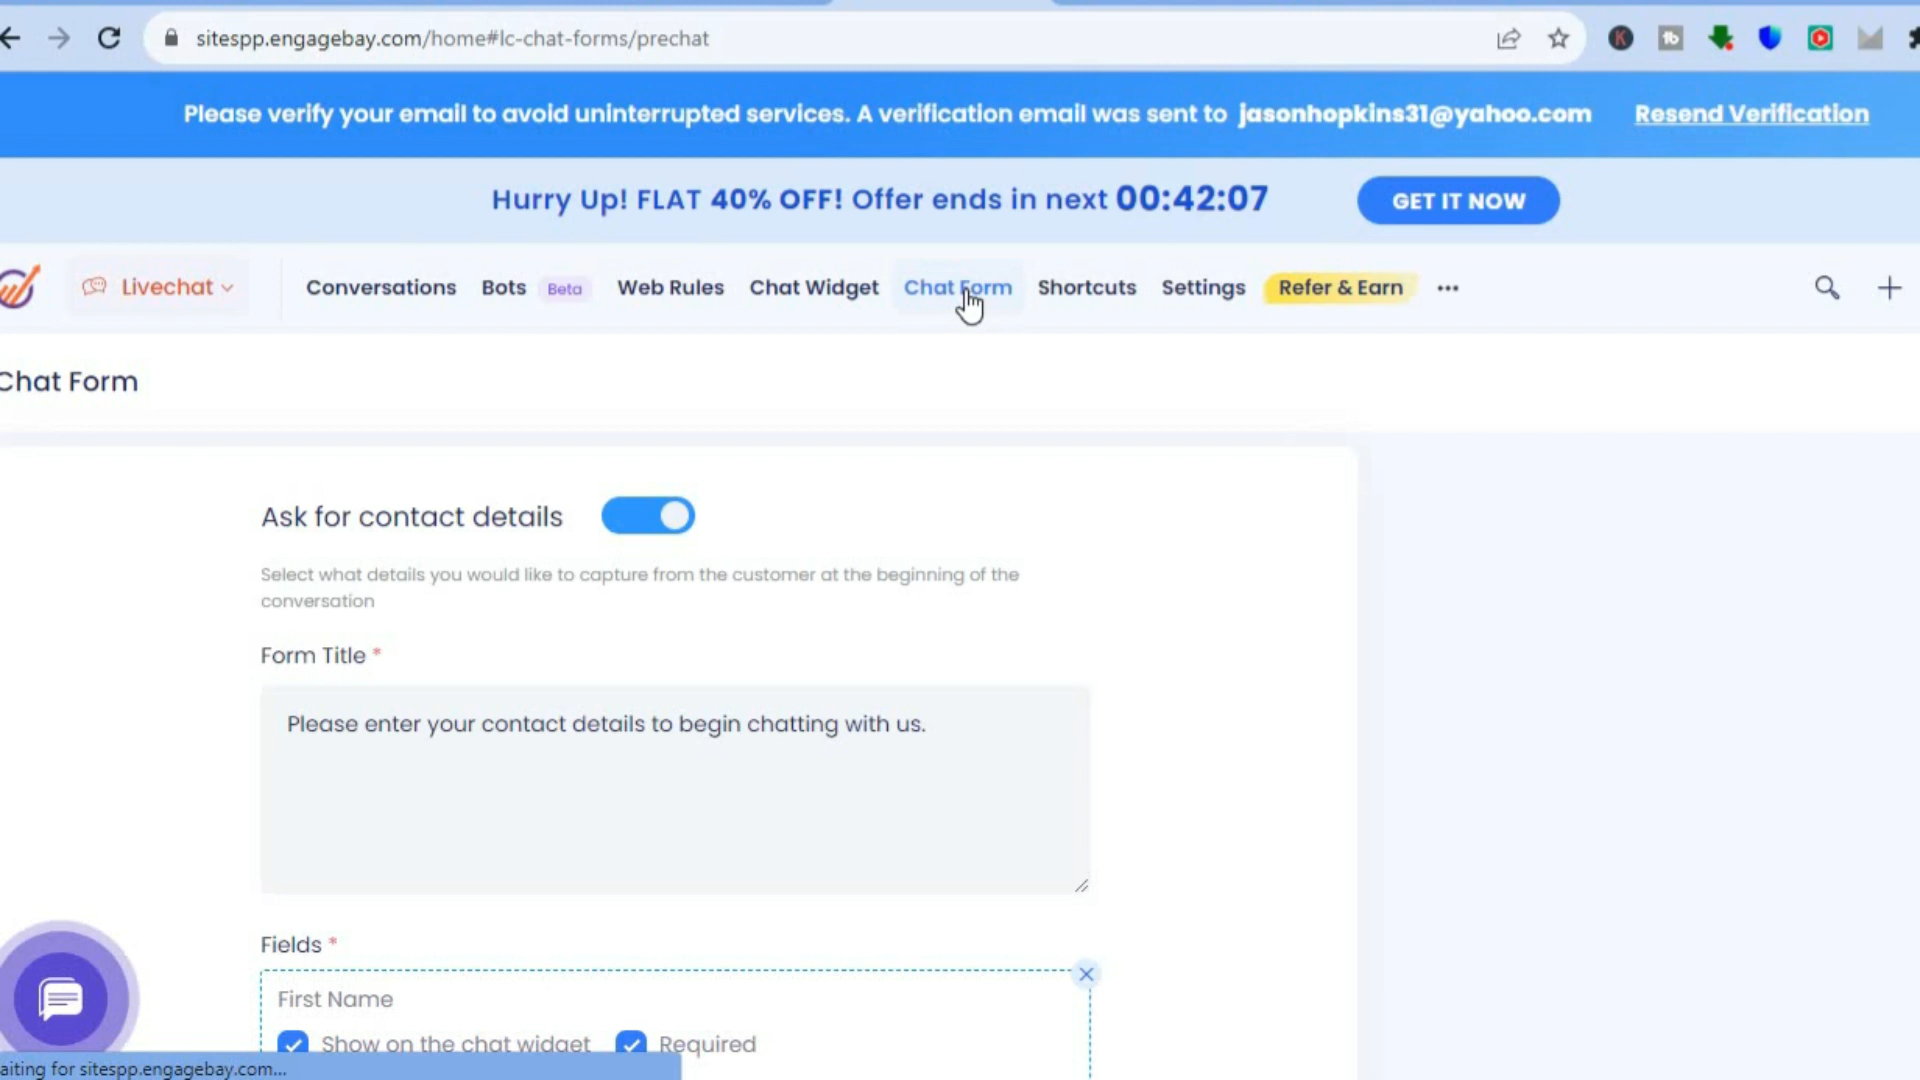 sitespp.engagebay.com/home#lc-chat-forms/prechat
K
tb
Please verify your email to avoid uninterrupted services. A verification email was sent to jasonhopkins31@yahoo.com Resend Verification
Hurry Up! FLAT 40% OFF! Offer ends in next 00:42:07 GET IT NOW
Livechat Conversations Bots Beta Web Rules Chat Widget Chat Form Shortcuts Settings Refer & Earn
Chat Form
Ask for contact details
Select what details you would like to capture from the customer at the beginning of the
conversation
Form Title *
Please enter your contact details to begin chatting with us.
Fields *
First Name
Show on the chat widget Required
aiting for sitespp.engagebay.com...